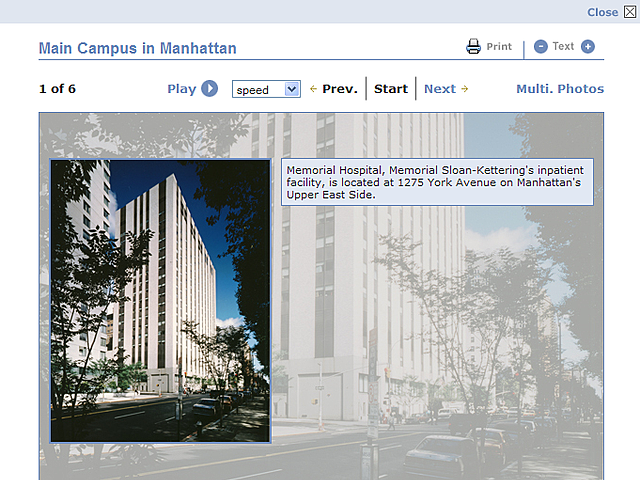 Close
Main Campus in Manhattan
Print
Text
1 of 6
Play
speed
Prev.
Start
Next
Multi. Photos
Memorial Hospital, Memorial Sloan-Kettering's inpatient
facility, is located at 1275 York Avenue on Manhattan's
Upper East Side.